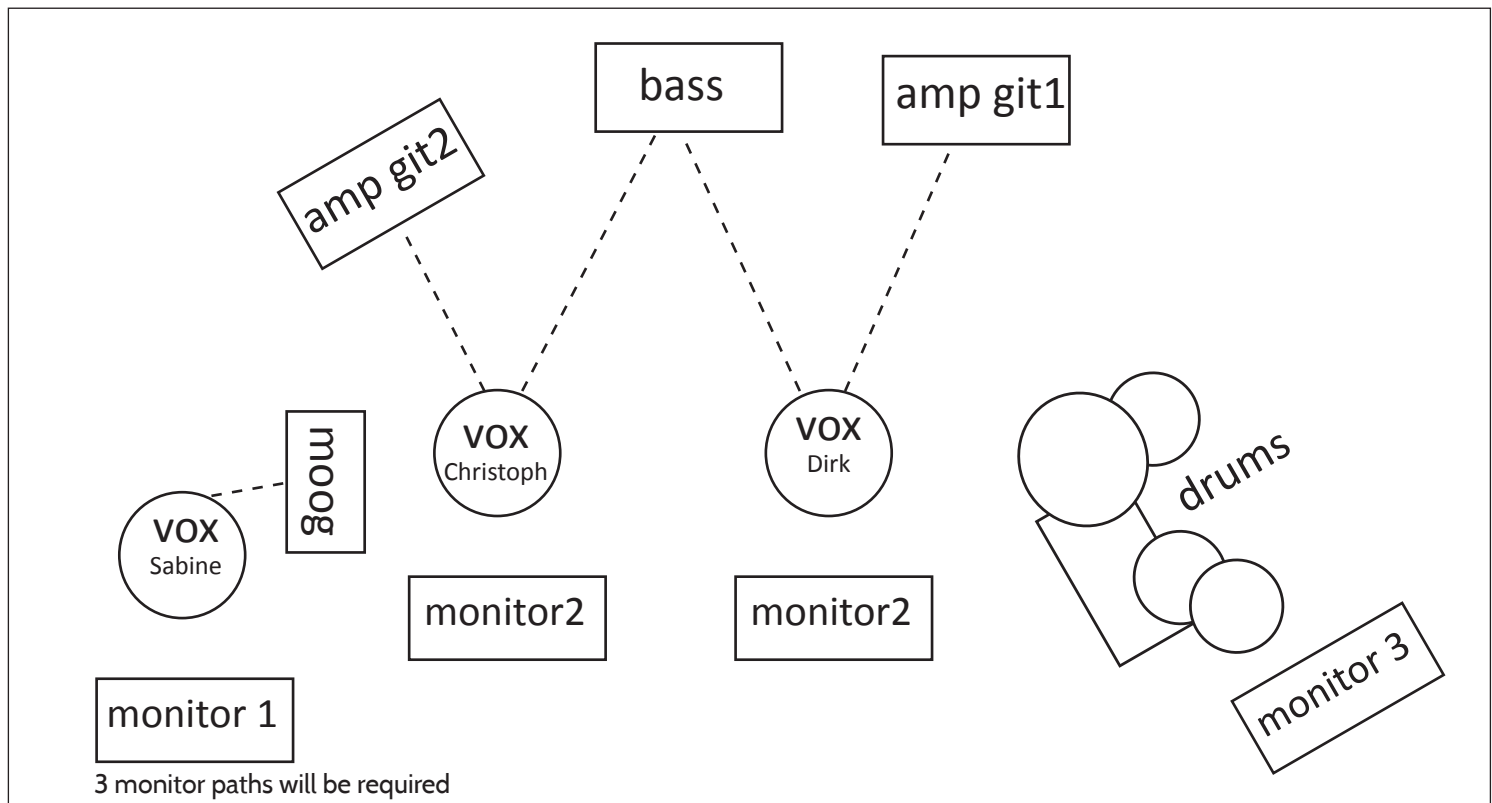 bass
amp git1
amp git2
vox
Christoph
vox
Dirk
moog
vox
Sabine
drums
monitor2
monitor2
monitor 3
monitor 1
3 monitor paths will be required